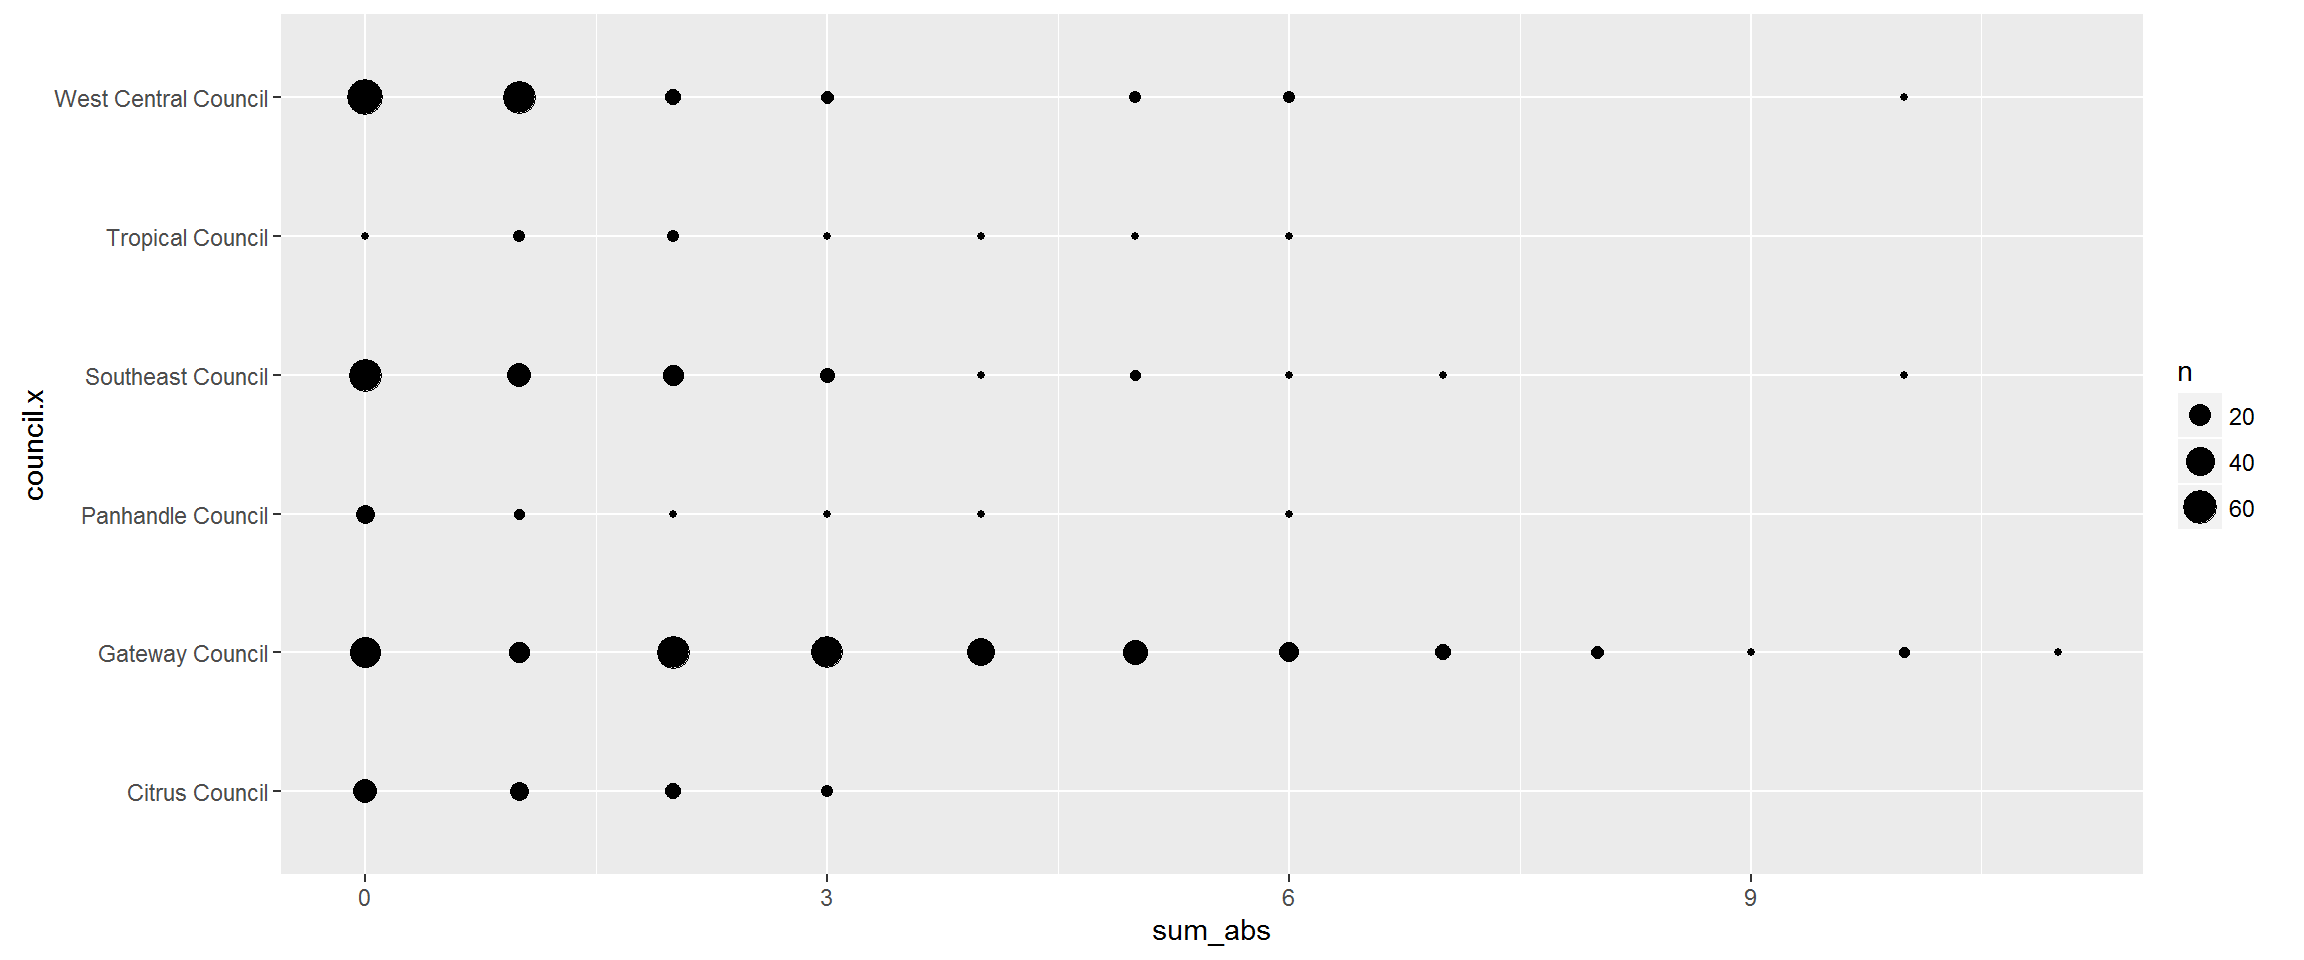 West Central Council
Tropical Council
Southeast Council
Panhandle Council
Gateway Council
Citrus Council
council.x
0 3 6 9
sum_abs
n
20
40
60